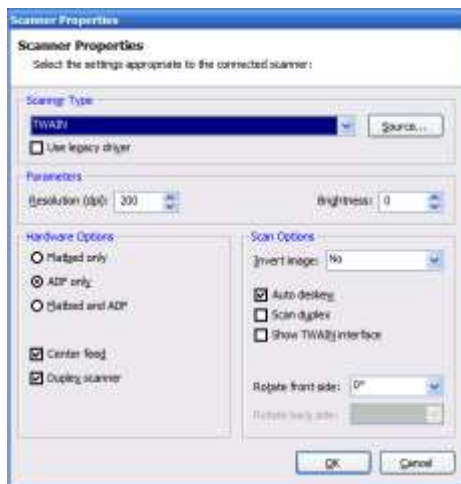 Scanner Properties
Scanner Properties
Select the settings appropriate to the connected scanner:
Scanner Type
TWAIN
Source...
Use legacy driver
Parameters
Resolution (dpi): 200 Brightness: 0
Hardware Options
Flatbed only
ADF only
Flatbed and ADF
Center feed
Duplex scanner
Scan Options
Invert image: No
Auto deskew
Scan duplex
Show TWAIN interface
Rotate front side: 0°
Rotate back side:
OK Cancel